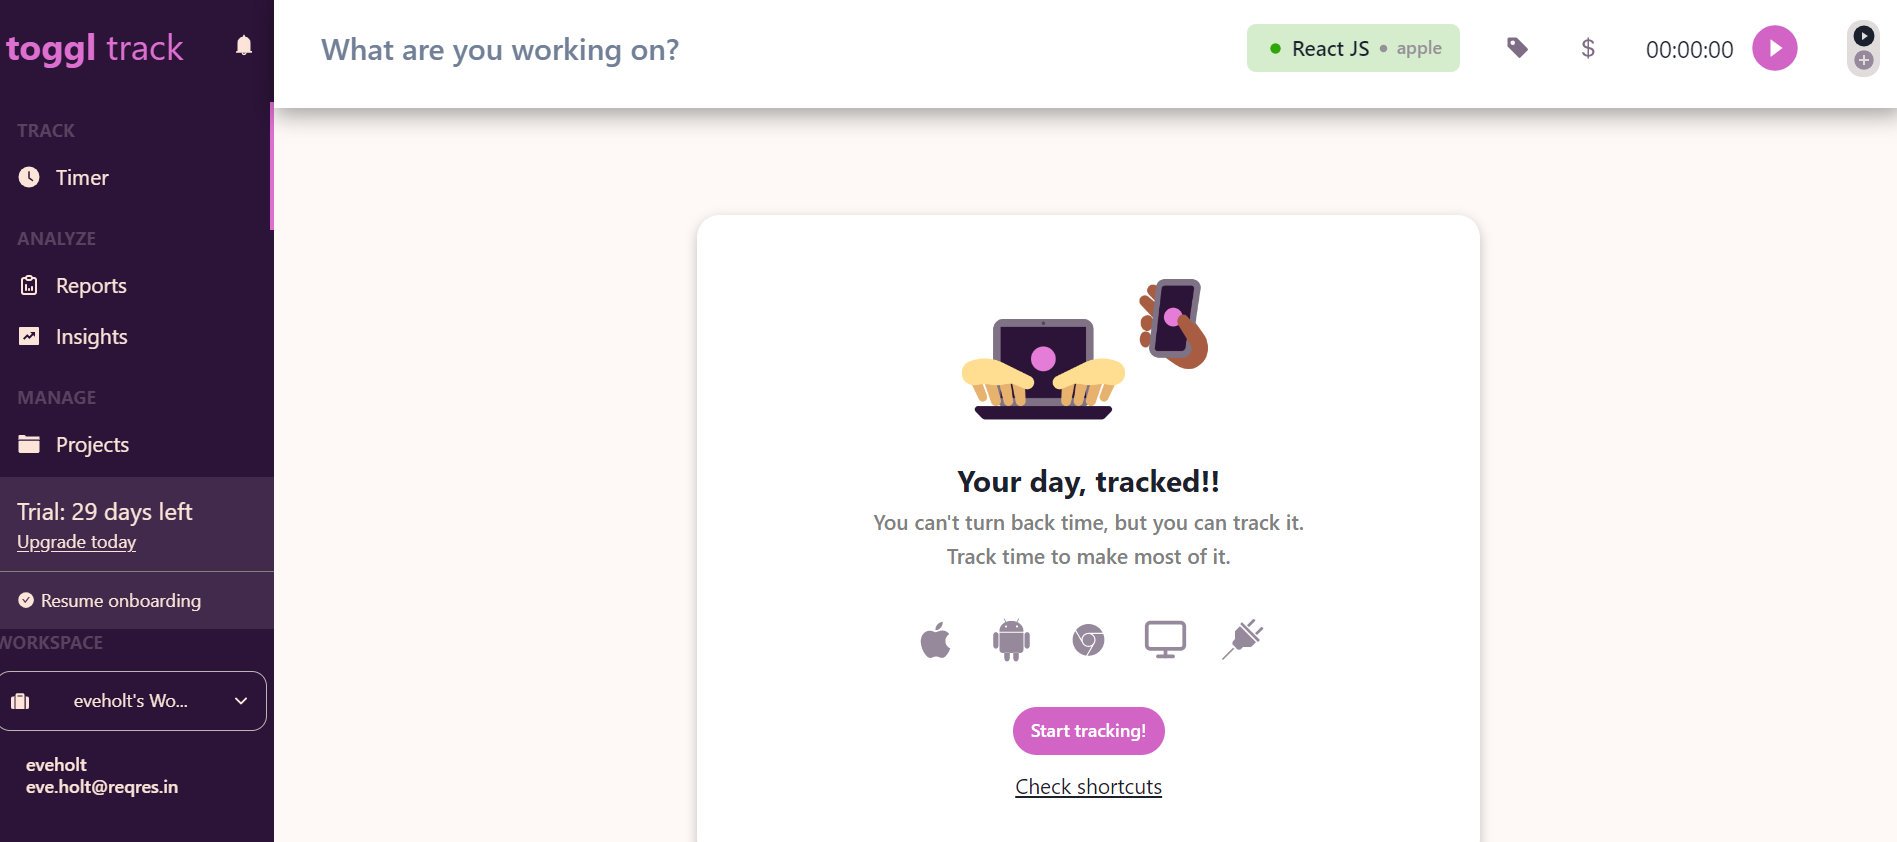 toggl track
TRACK
Timer
ANALYZE
Reports
Insights
MANAGE
Projects
Trial: 29 days left
Upgrade today
Resume onboarding
WORKSPACE
eveholt's Wo...
eveholt
eve.holt@reqres.in
What are you working on?
React JS • apple
$
00:00:00
Your day, tracked!!
You can't turn back time, but you can track it.
Track time to make most of it.
Start tracking!
Check shortcuts